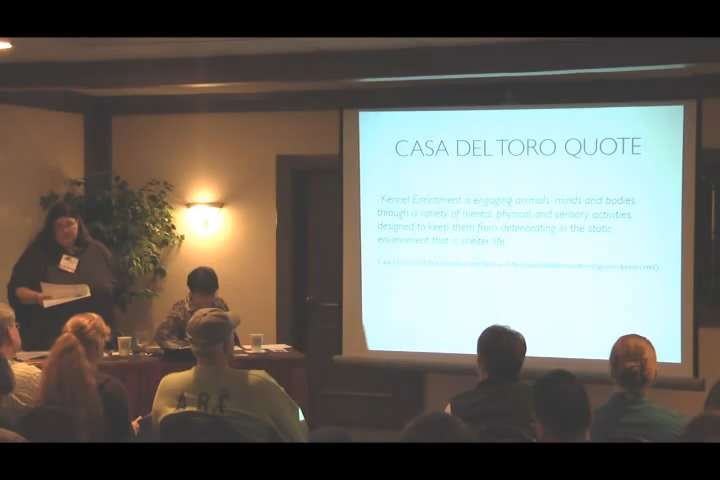 CASA DEL TORO QUOTE
"Kennel Enrichment is engaging animals' minds and bodies
through a variety of mental, physical, and sensory activities,
designed to keep them from deteriorating in the static
environment that is shelter life.
A R F